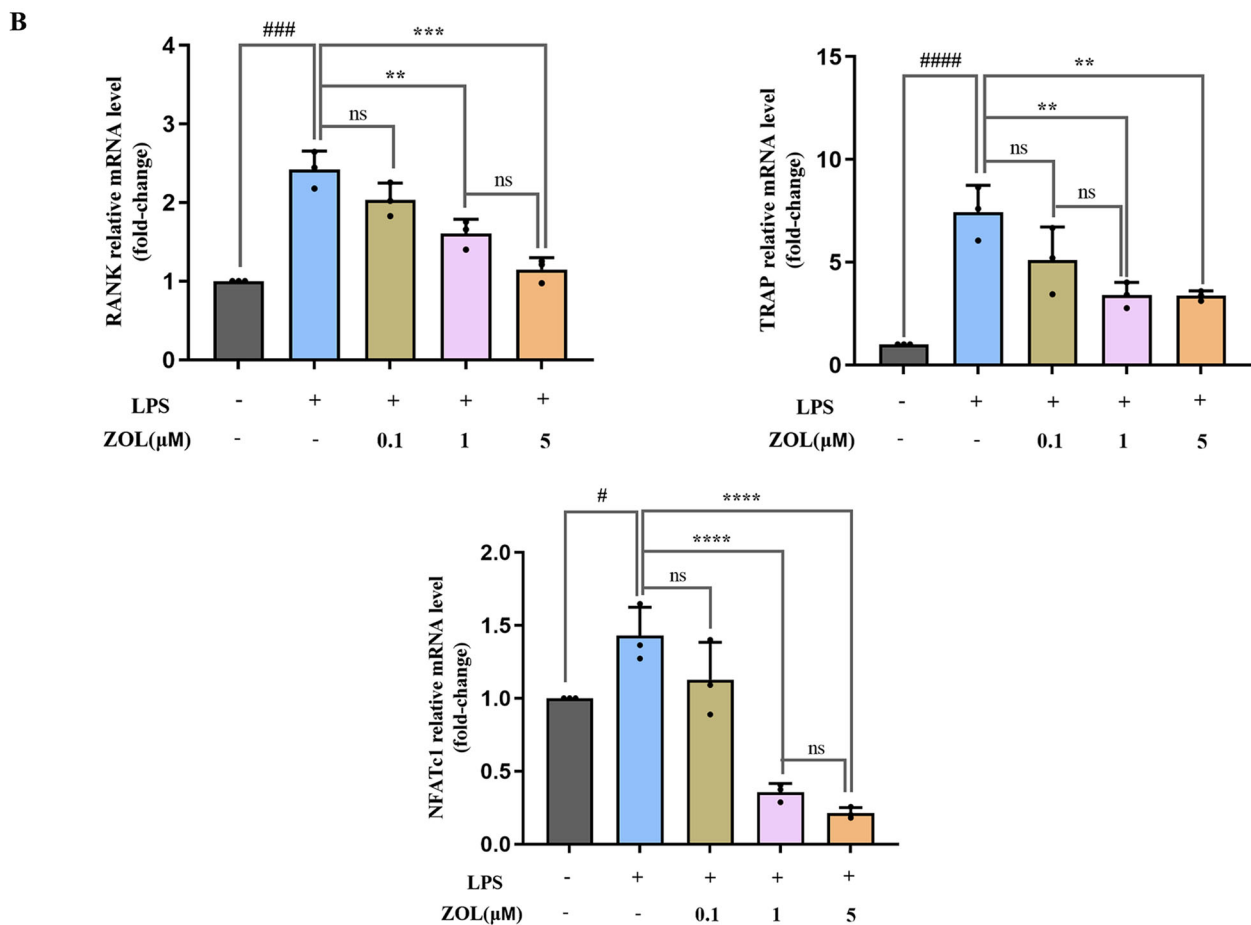 B
###
***
**
ns
ns
RANK relative mRNA level
(fold-change)
4
3
2
1
0
LPS - + + + +
ZOL(μM) - - 0.1 1 5
####
**
**
ns
ns
TRAP relative mRNA level
(fold-change)
15
10
5
0
LPS - + + + +
ZOL(μM) - - 0.1 1 5
#
****
****
ns
ns
NFATc1 relative mRNA level
(fold-change)
2.0
1.5
1.0
0.5
0.0
LPS - + + + +
ZOL(μM) - - 0.1 1 5